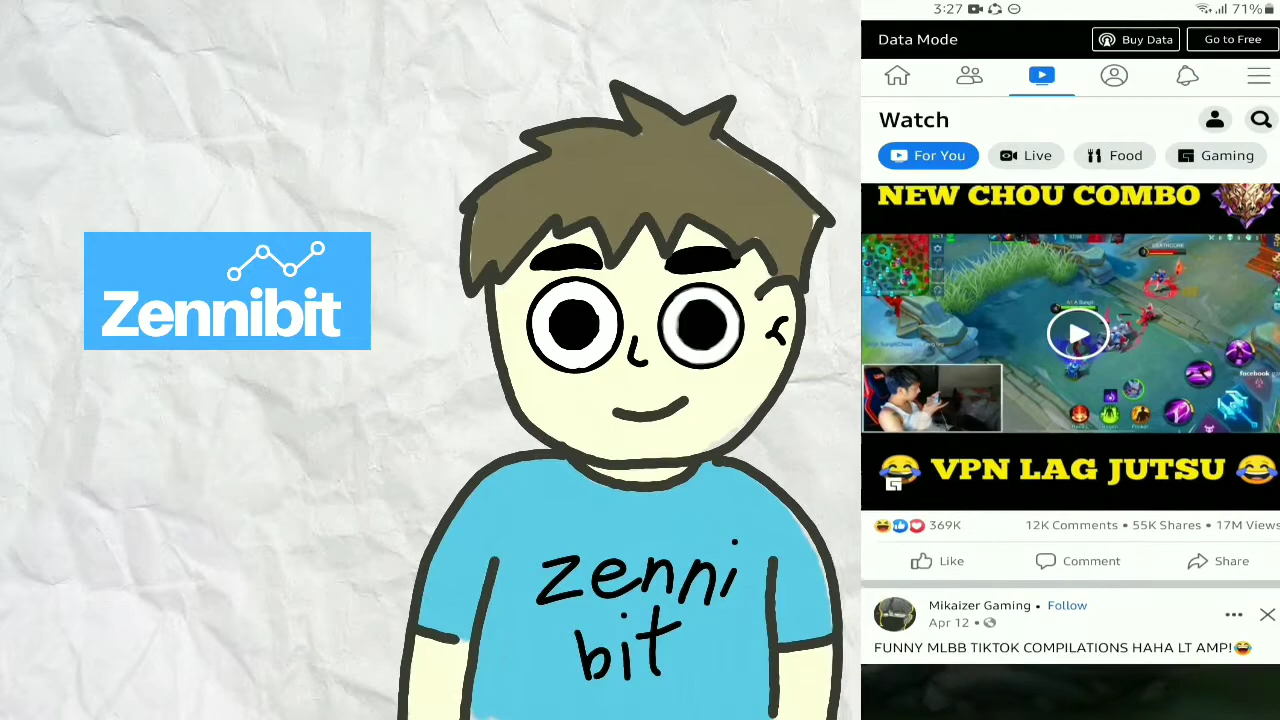 Zennibit
zenni
bit
3:27
71%
Data Mode
Buy Data
Go to Free
Watch
For You
Live
Food
Gaming
NEW CHOU COMBO
facebook
😂 VPN LAG JUTSU 😂
369K
12K Comments • 55K Shares • 17M Views
Like
Comment
Share
Mikaizer Gaming • Follow
Apr 12 •
FUNNY MLBB TIKTOK COMPILATIONS HAHA LT AMP!😂